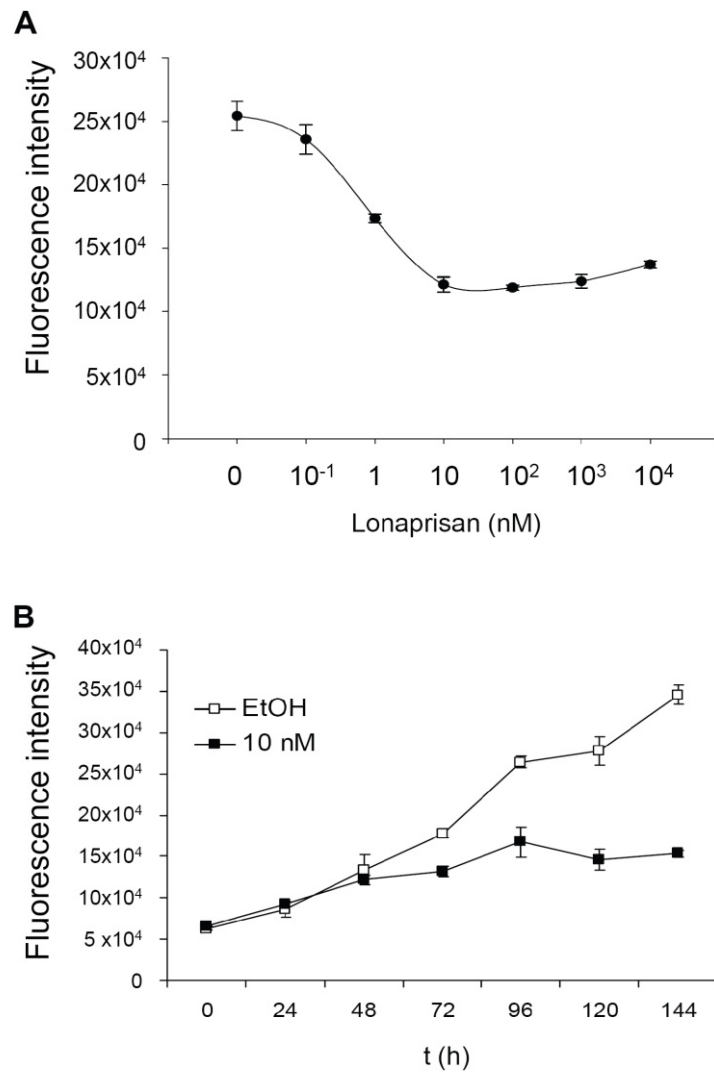 A
Fluorescence intensity
30x10⁴
25x10⁴
20x10⁴
15x10⁴
10x10⁴
5x10⁴
0
0 10⁻¹ 1 10 10² 10³ 10⁴
Lonaprisan (nM)
B
Fluorescence intensity
40x10⁴
35x10⁴
30x10⁴
25x10⁴
20x10⁴
15x10⁴
10x10⁴
5x10⁴
0
EtOH
10 nM
0 24 48 72 96 120 144
t (h)